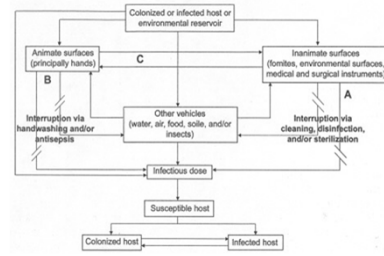 Colonized or infected host or
environmental reservoir
Animate surfaces
(principally hands)
C
Inanimate surfaces
(fomites, environmental surfaces,
medical and surgical instruments)
B
A
Interruption via
handwashing and/or
antisepsis
Other vehicles
(water, air, food, soile, and/or
insects)
Interruption via
cleaning, disinfection,
and/or sterilization
Infectious dose
Susceptible host
Colonized host
Infected host